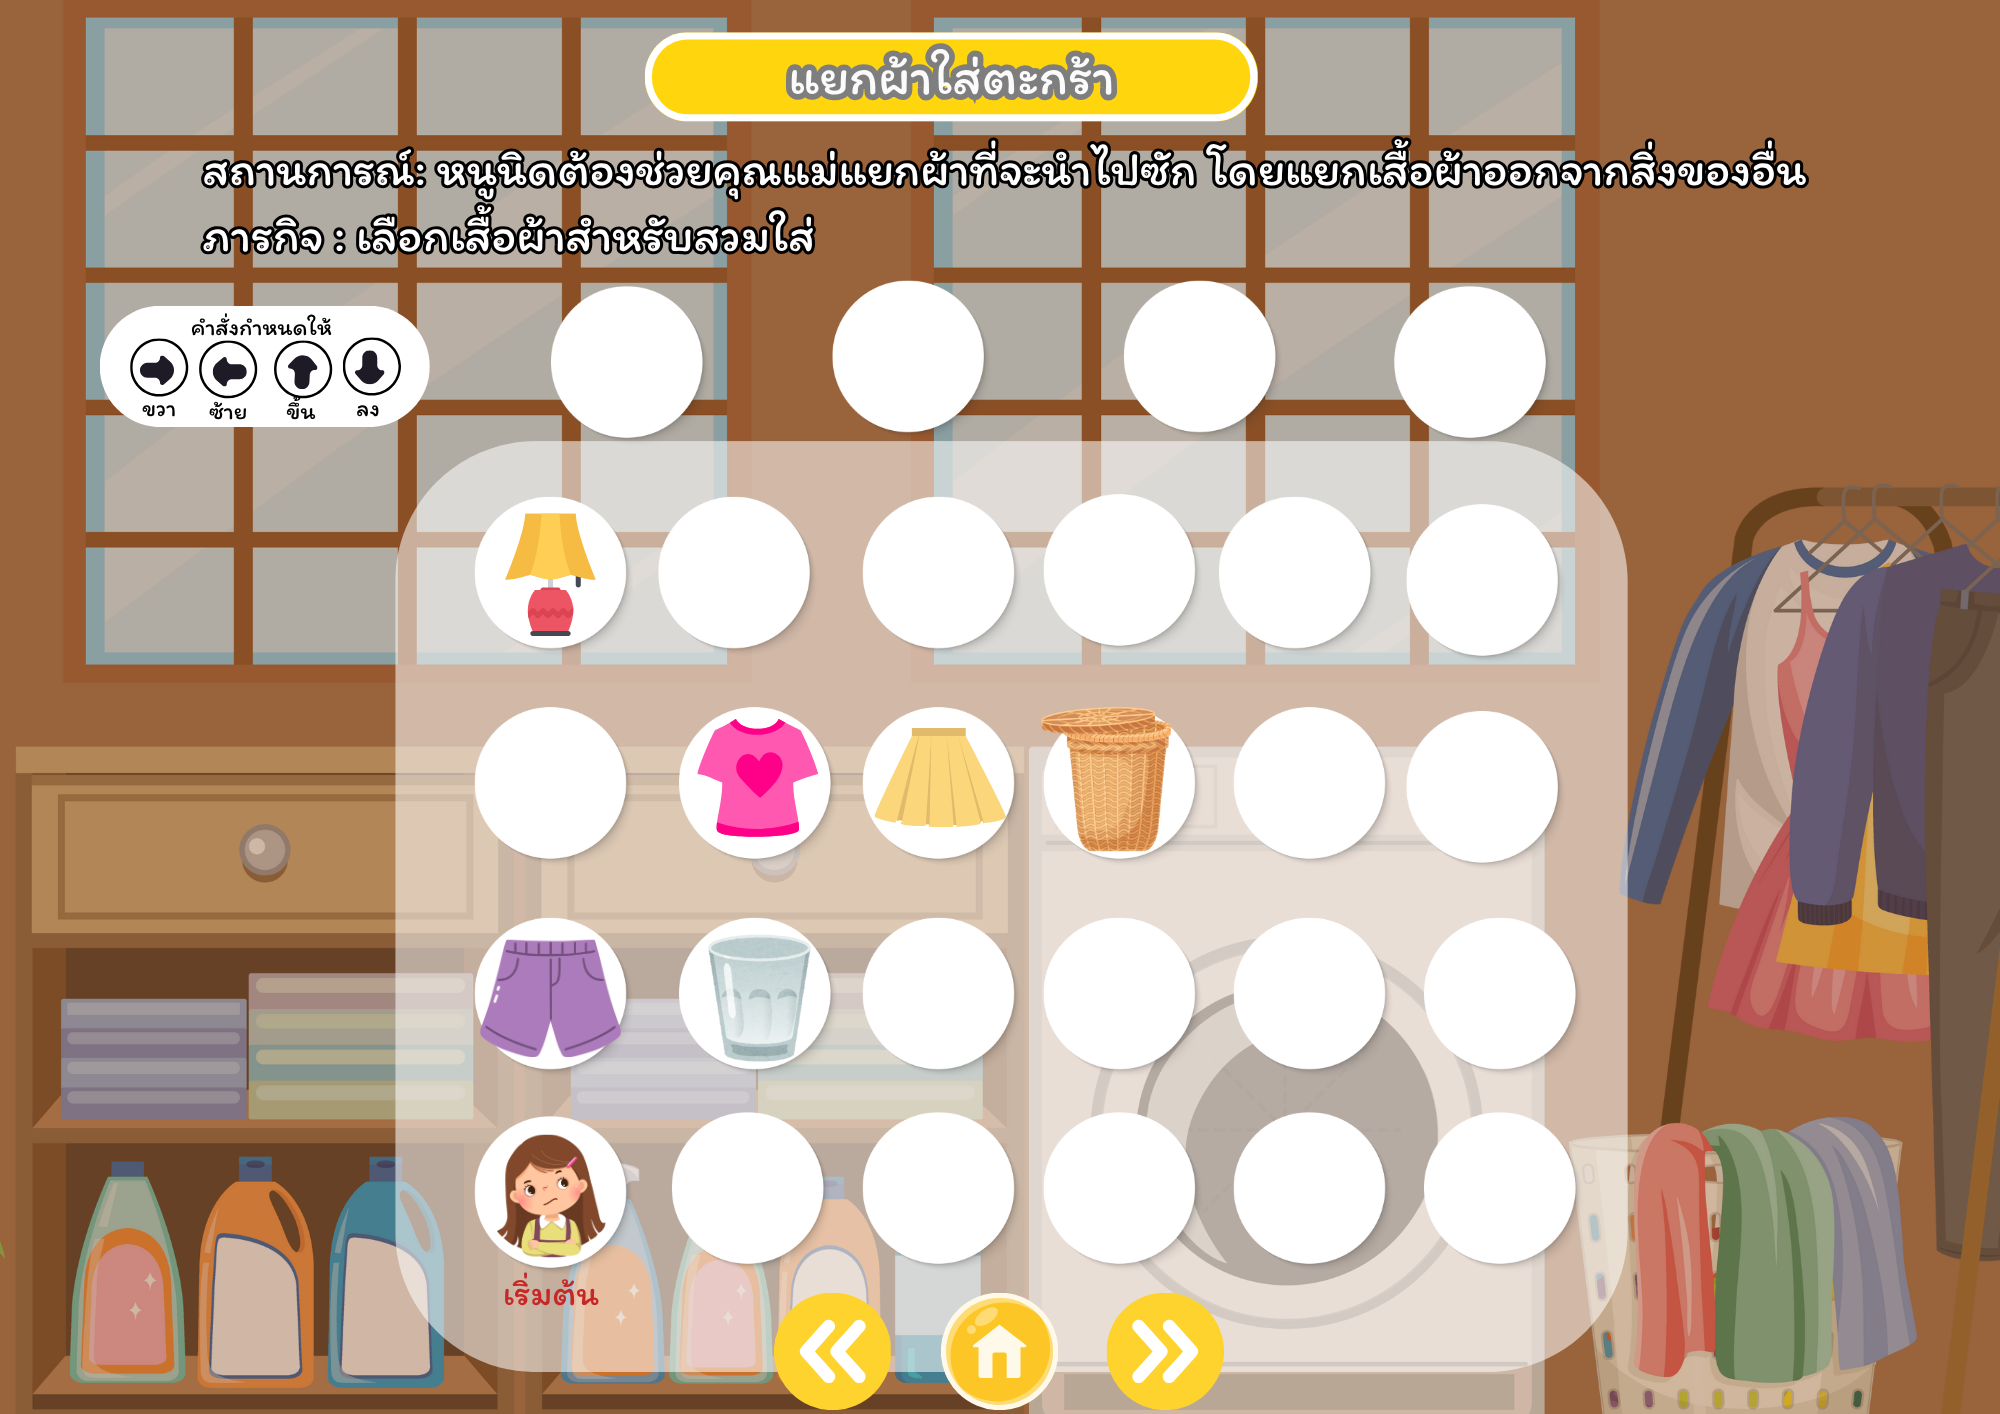 แยกผ้าใส่ตะกร้า
สถานการณ์: หนูนิดต้องช่วยคุณแม่แยกผ้าที่จะนำไปซัก โดยแยกเสื้อผ้าออกจากสิ่งของอื่น
ภารกิจ : เลือกเสื้อผ้าสำหรับสวมใส่
คำสั่งกำหนดให้
ขวา ซ้าย ขึ้น ลง
เริ่มต้น